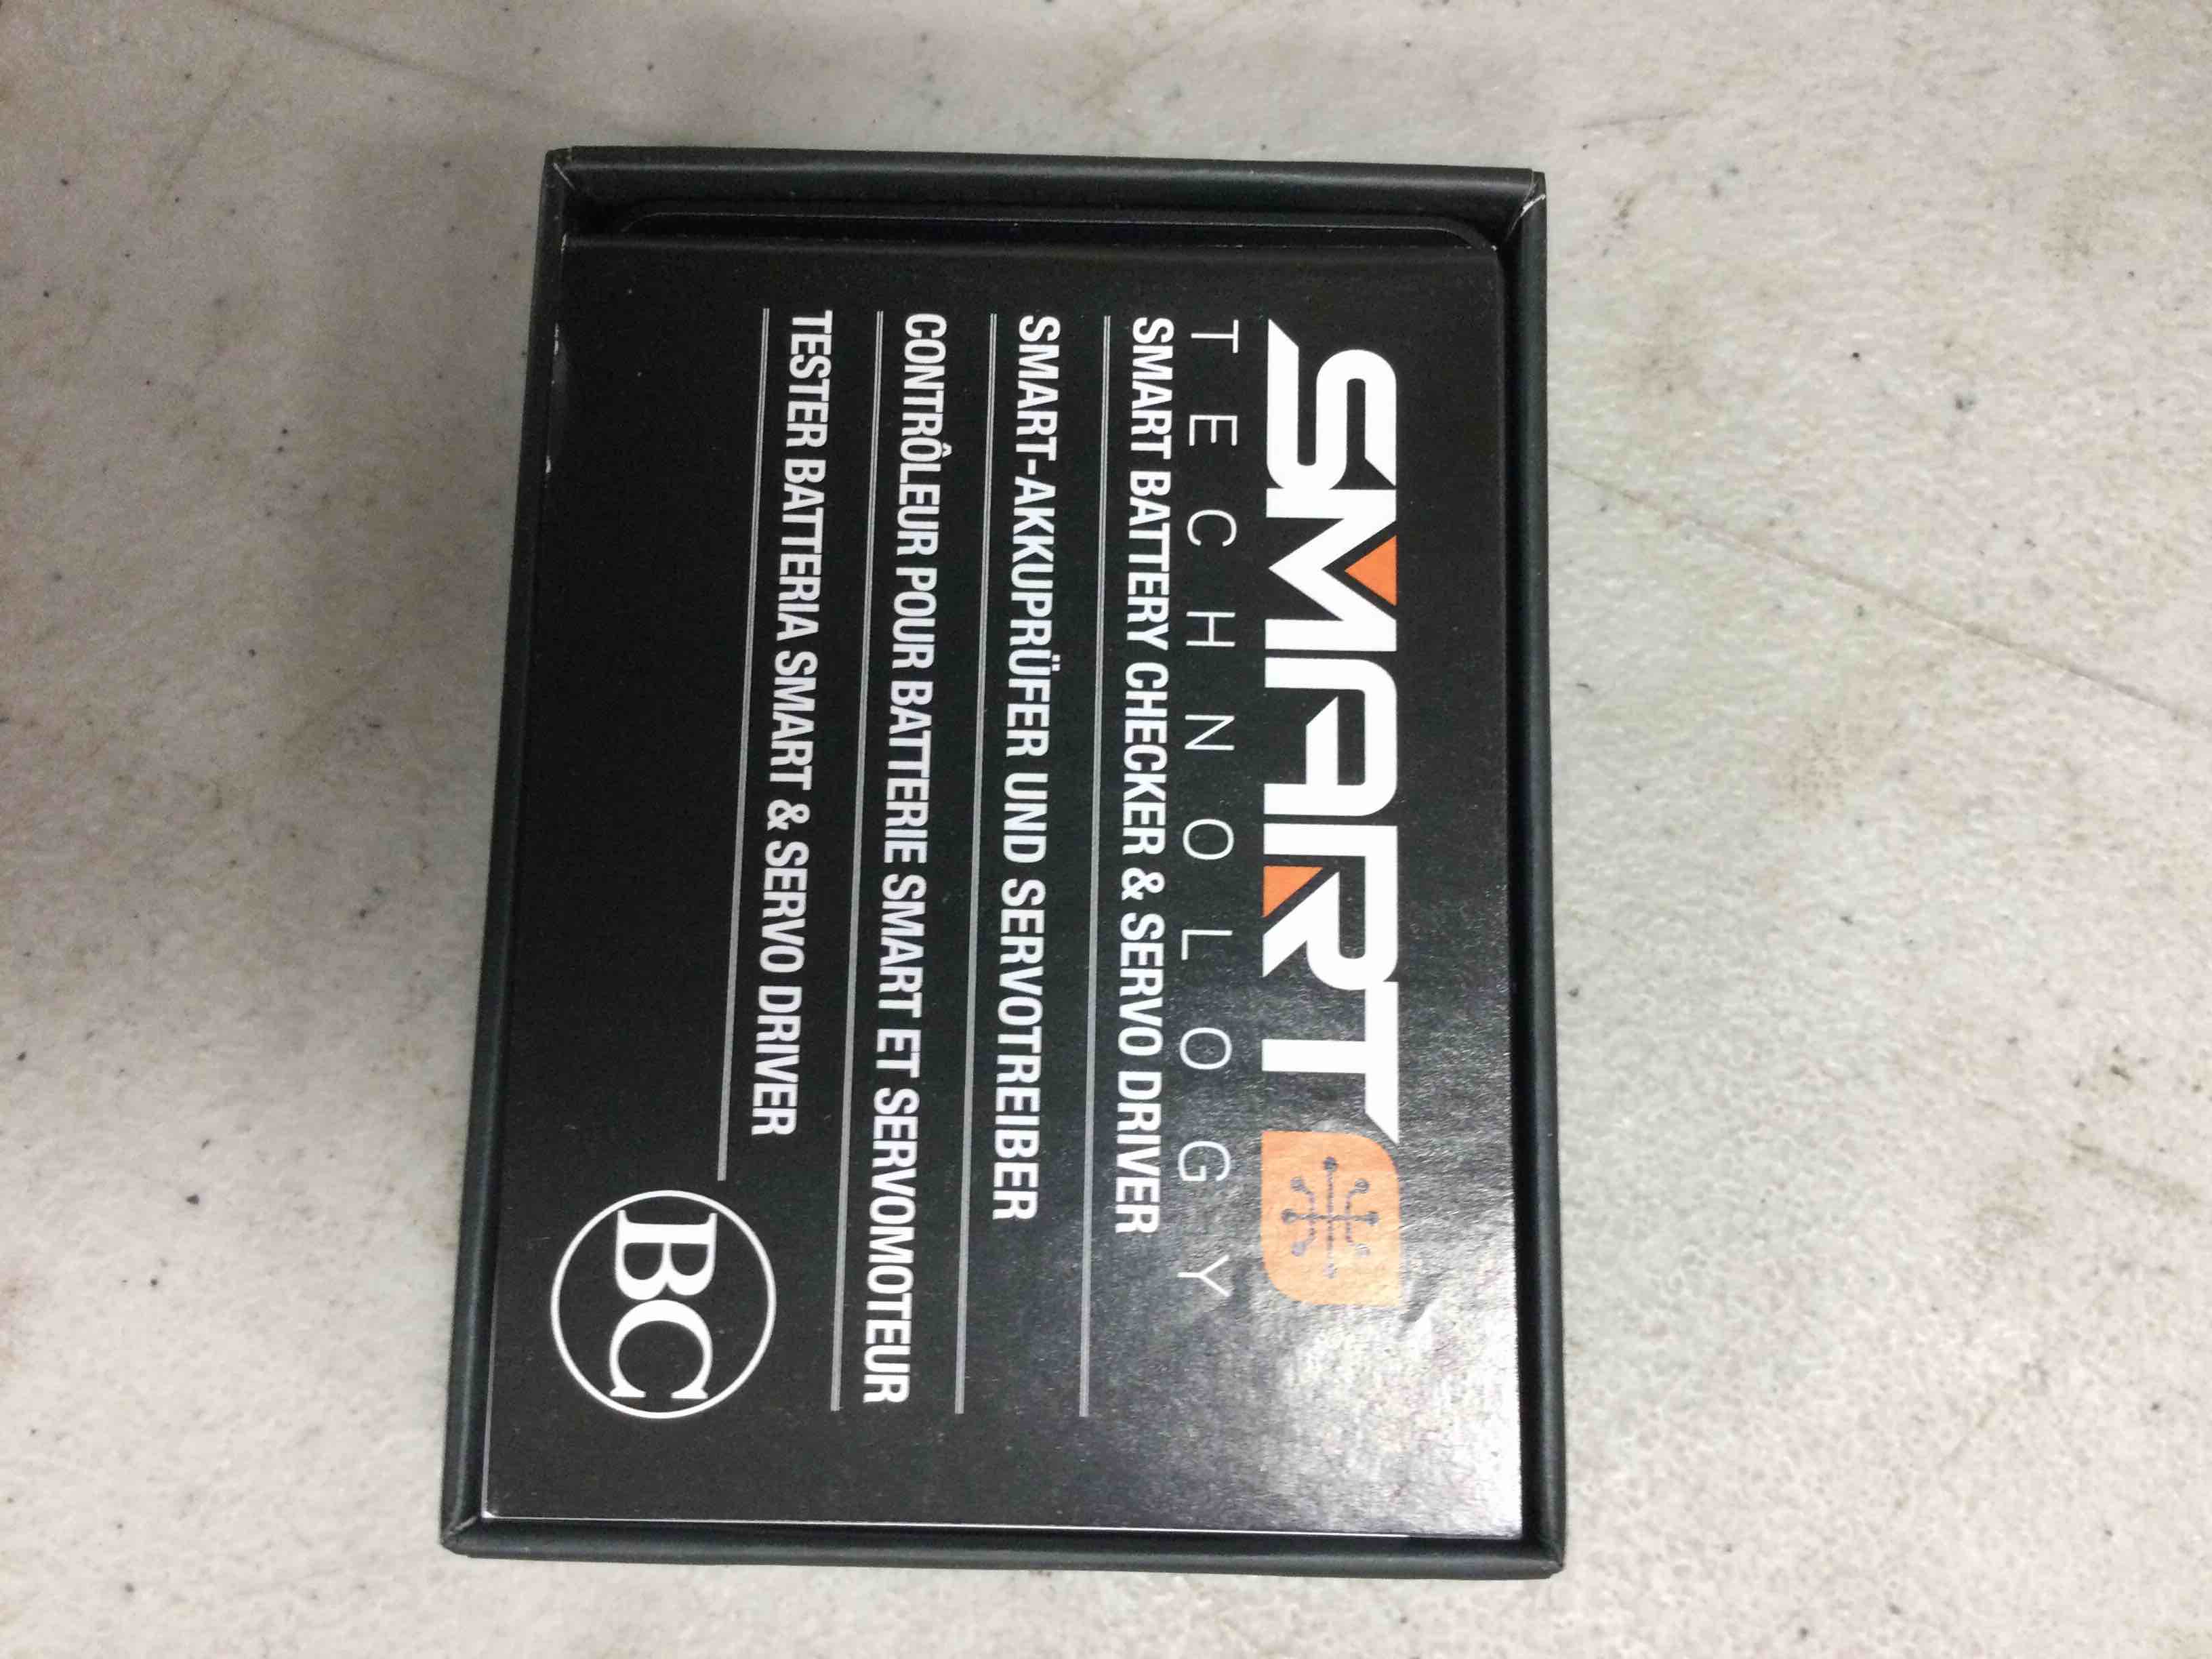 SMART
TECHNOLOGY
SMART BATTERY CHECKER & SERVO DRIVER
SMART-AKKUPRÜFER UND SERVOTREIBER
CONTRÔLEUR POUR BATTERIE SMART ET SERVOMOTEUR
TESTER BATTERIA SMART & SERVO DRIVER
BC